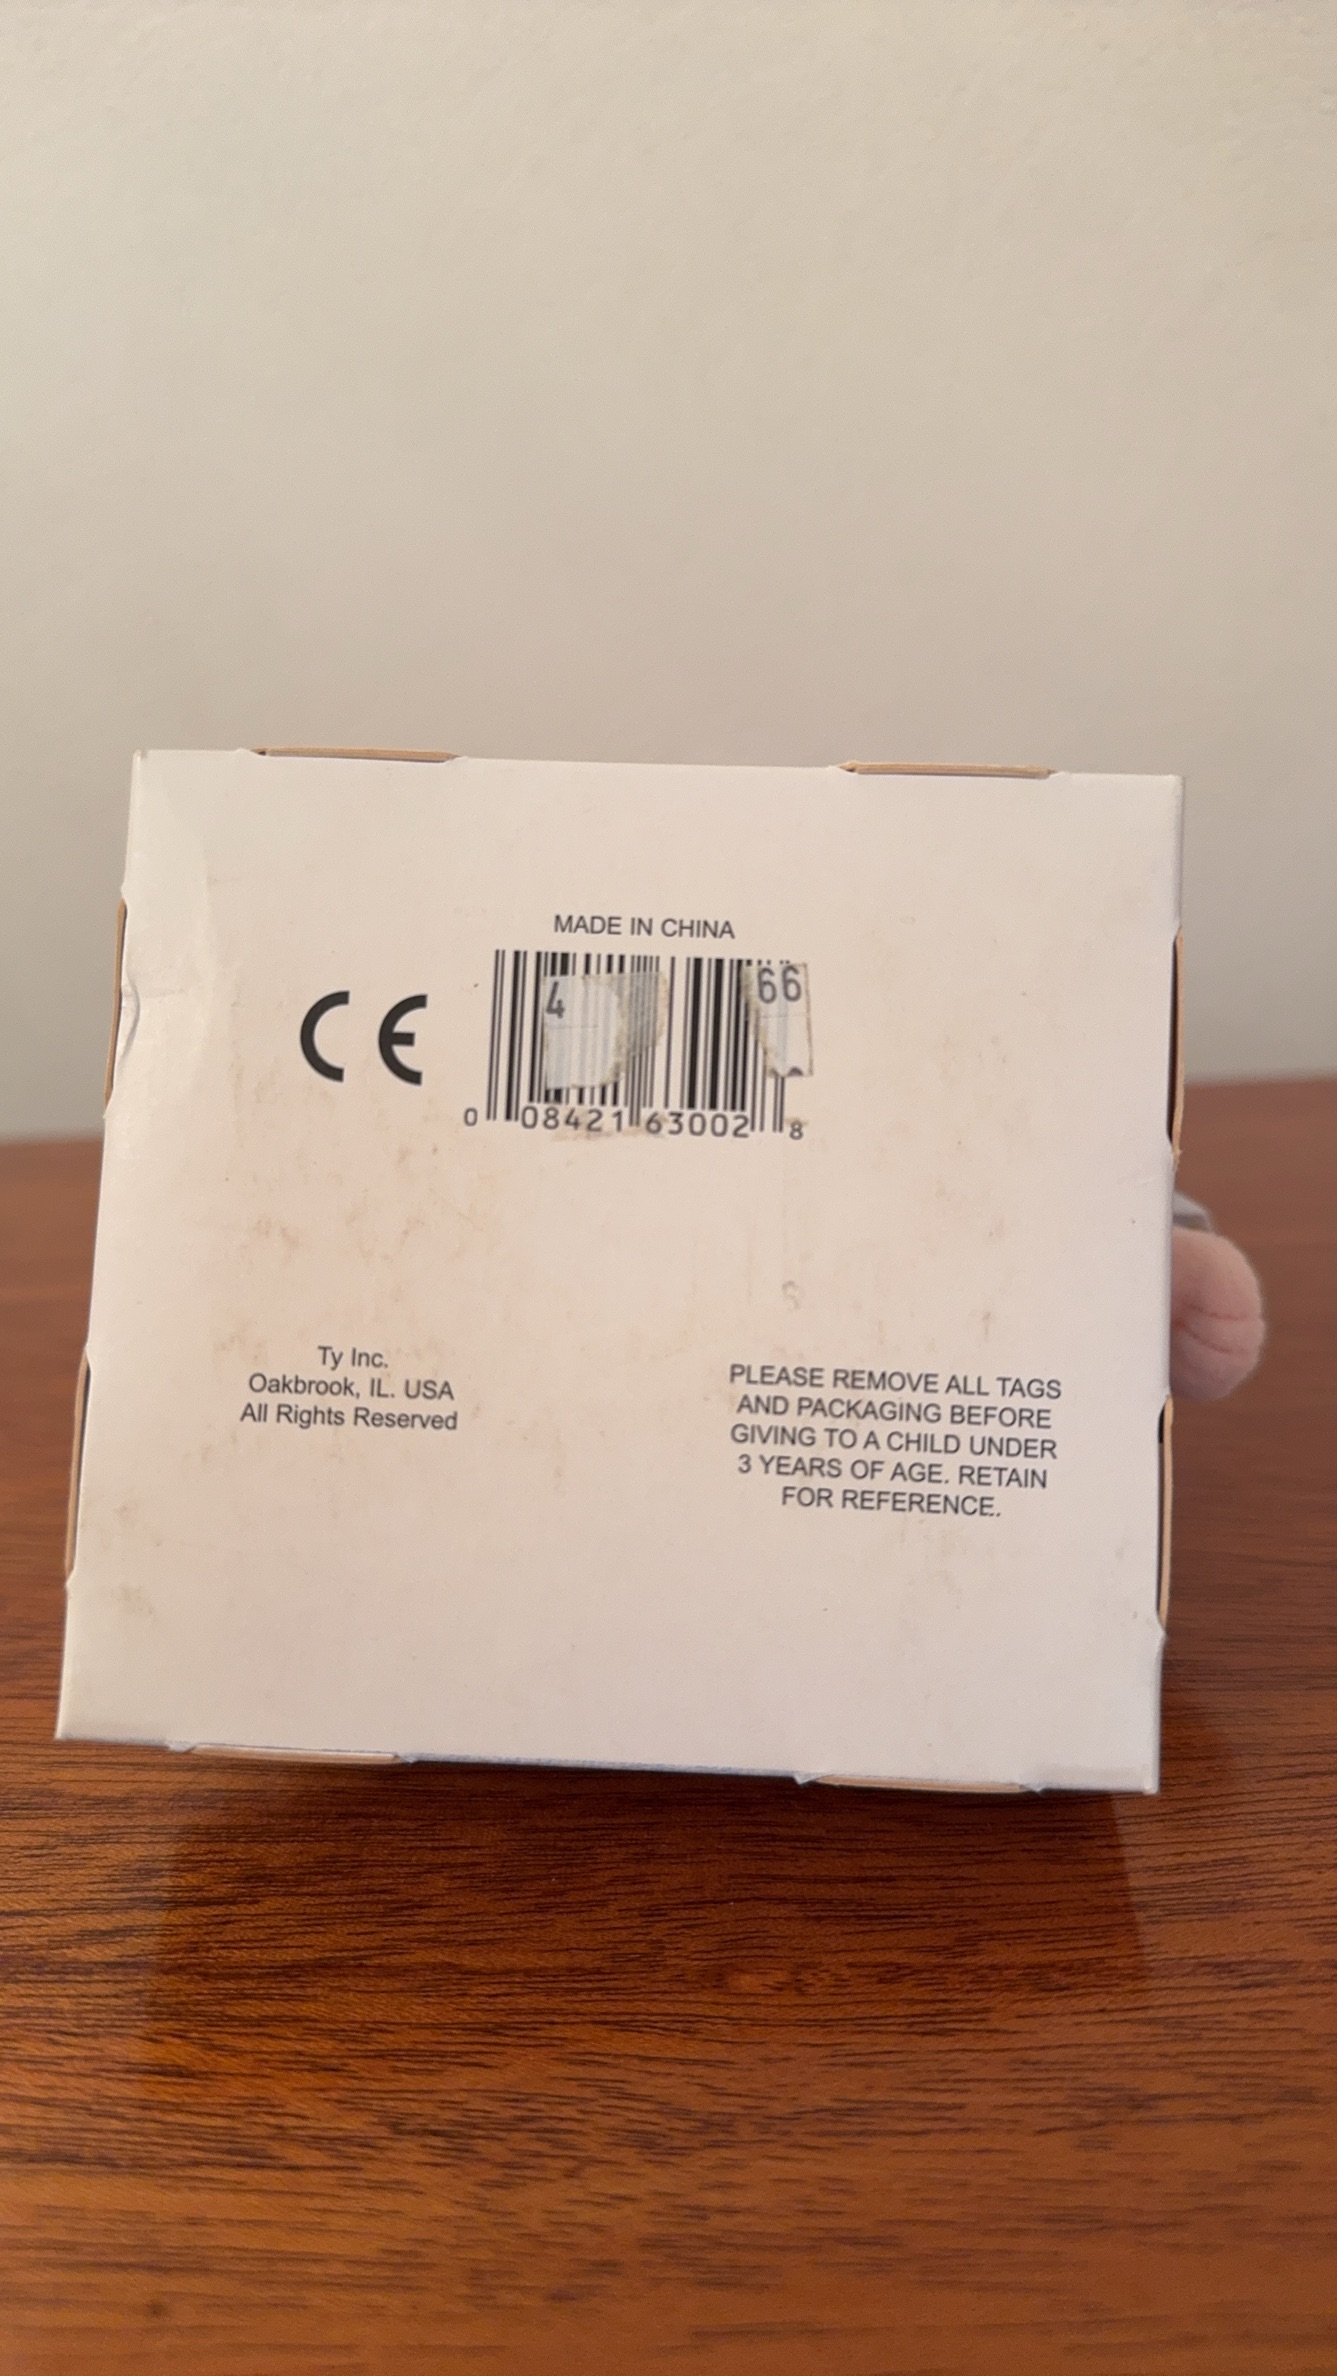 MADE IN CHINA
CE
4 66
0 08421 63002 8
Ty Inc.
Oakbrook, IL. USA
All Rights Reserved
PLEASE REMOVE ALL TAGS
AND PACKAGING BEFORE
GIVING TO A CHILD UNDER
3 YEARS OF AGE. RETAIN
FOR REFERENCE.